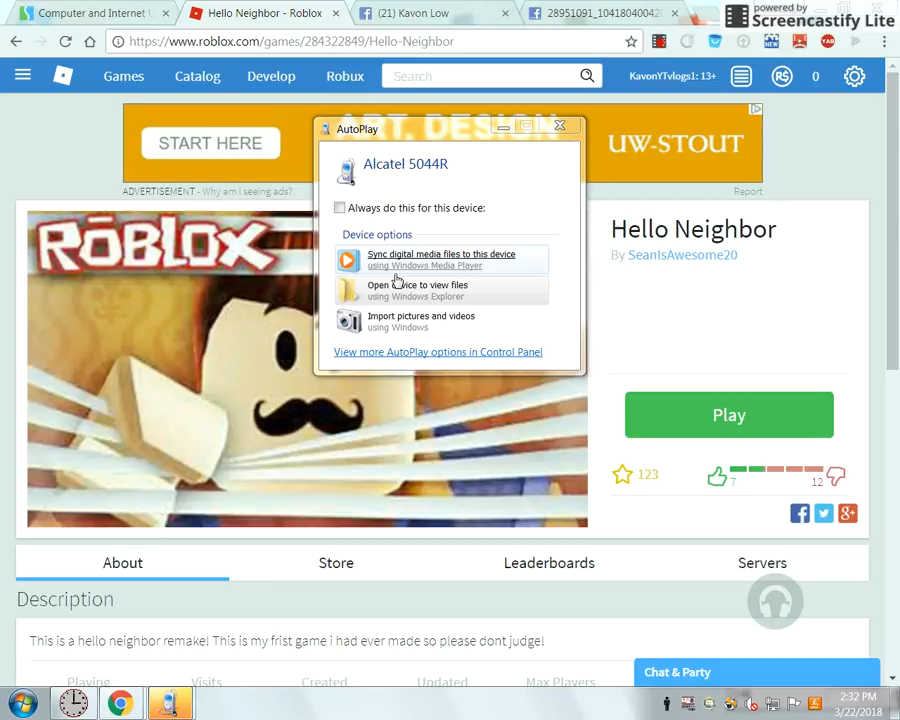 Computer and Internet U
Hello Neighbor - Roblox
(21) Kavon Low
28951091_1041804004
powered by
Screencastify Lite
https://www.roblox.com/games/284322849/Hello-Neighbor
NEW
YAB
Games
Catalog
Develop
Robux
Search
KavonYTvlogs1: 13+
R$
0
START HERE
ART, DESIGN
UW-STOUT
ADVERTISEMENT - Why am I seeing ads?
Report
AutoPlay
Alcatel 5044R
Always do this for this device:
Device options
Sync digital media files to this device
using Windows Media Player
Open device to view files
using Windows Explorer
Import pictures and videos
using Windows
View more AutoPlay options in Control Panel
ROBLOX
Hello Neighbor
By SeanIsAwesome20
Play
123
7
12
About
Store
Leaderboards
Servers
Description
This is a hello neighbor remake! This is my frist game i had ever made so please dont judge!
Playing
Visits
Created
Updated
Max Players
Chat & Party
2:32 PM
3/22/2018